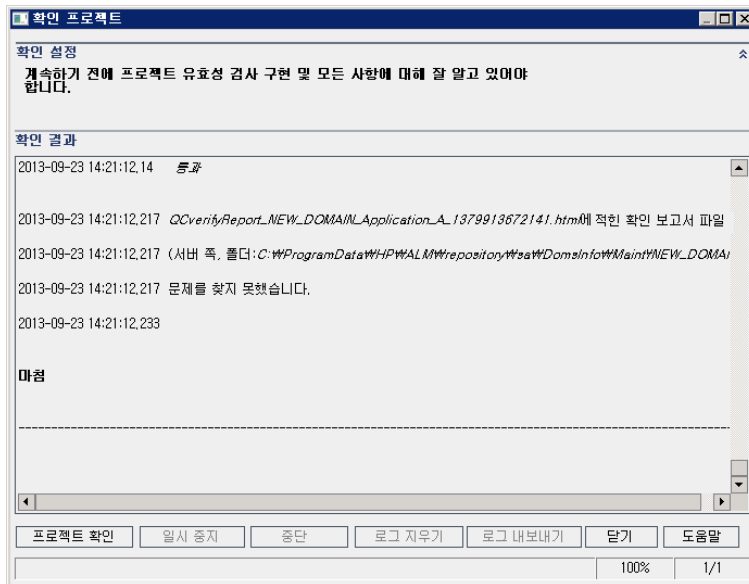 확인 프로젝트
확인 설정
계속하기 전에 프로젝트 유효성 검사 구현 및 모든 사항에 대해 잘 알고 있어야
합니다.
확인 결과
2013-09-23 14:21:12,14 통과
2013-09-23 14:21:12,217 QCverifyReport_NEW_DOMAIN_Application_A_1379913672141.htm에 적힌 확인 보고서 파일
2013-09-23 14:21:12,217 (서버 쪽, 폴더:C:₩ProgramData₩HP₩ALM₩repository₩sa₩DomsInfo₩Maint₩NEW_DOMAI
2013-09-23 14:21:12,217 문제를 찾지 못했습니다.
2013-09-23 14:21:12,233
마침
프로젝트 확인 일시 중지 중단 로그 지우기 로그 내보내기 닫기 도움말
100% 1/1